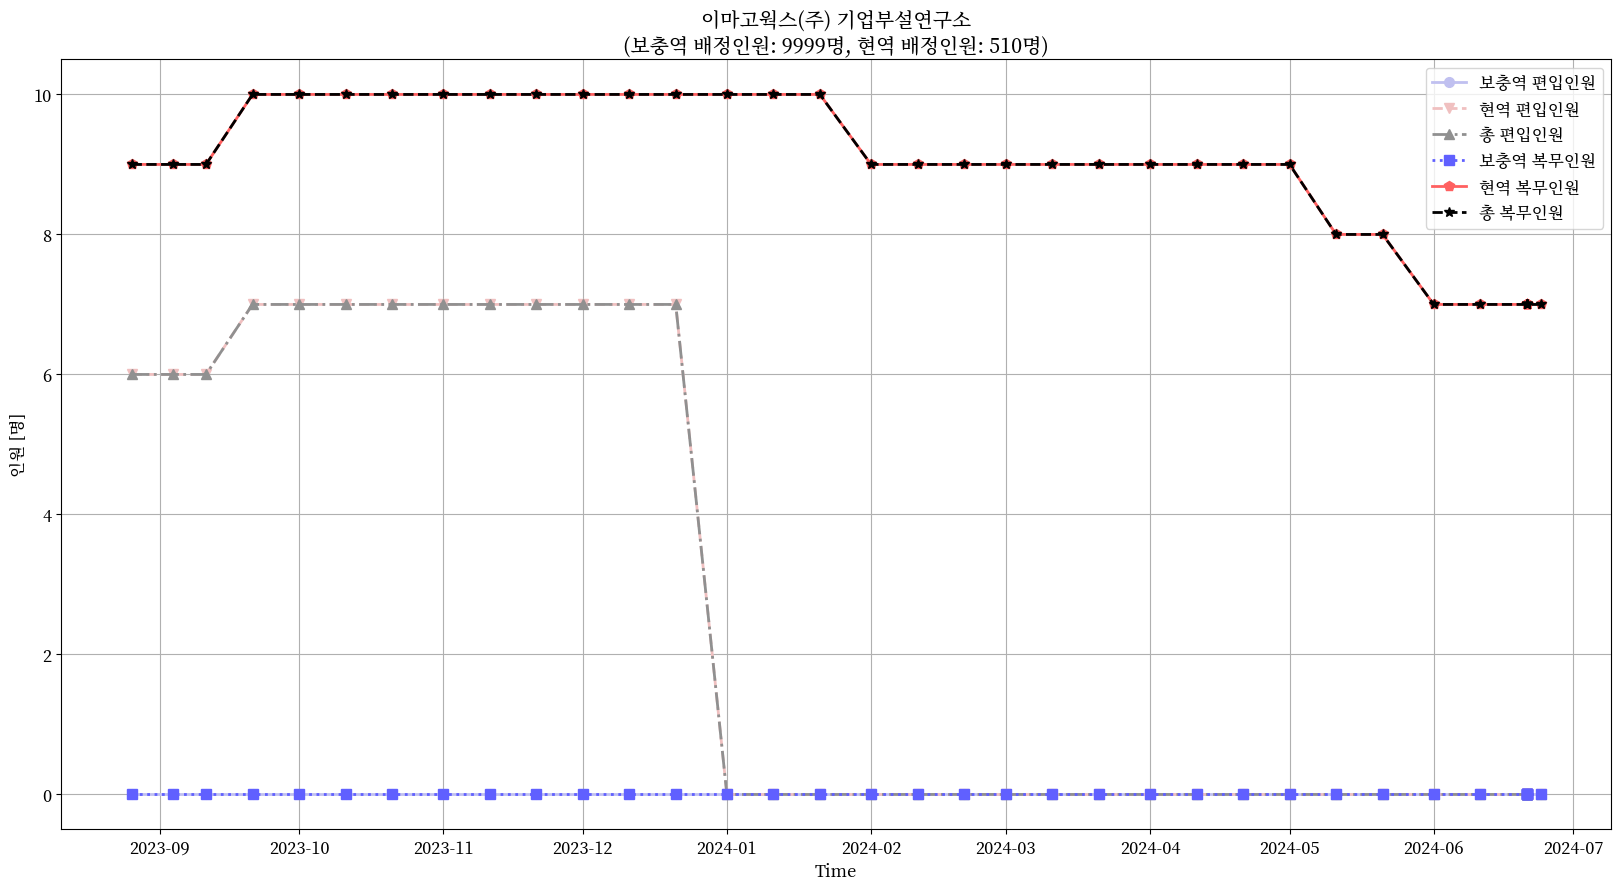 이마고웍스(주) 기업부설연구소
(보충역 배정인원: 9999명, 현역 배정인원: 510명)
보충역 편입인원
현역 편입인원
총 편입인원
보충역 복무인원
현역 복무인원
총 복무인원
인원 [명]
10
8
6
4
2
0
2023-09
2023-10
2023-11
2023-12
2024-01
2024-02
2024-03
2024-04
2024-05
2024-06
2024-07
Time